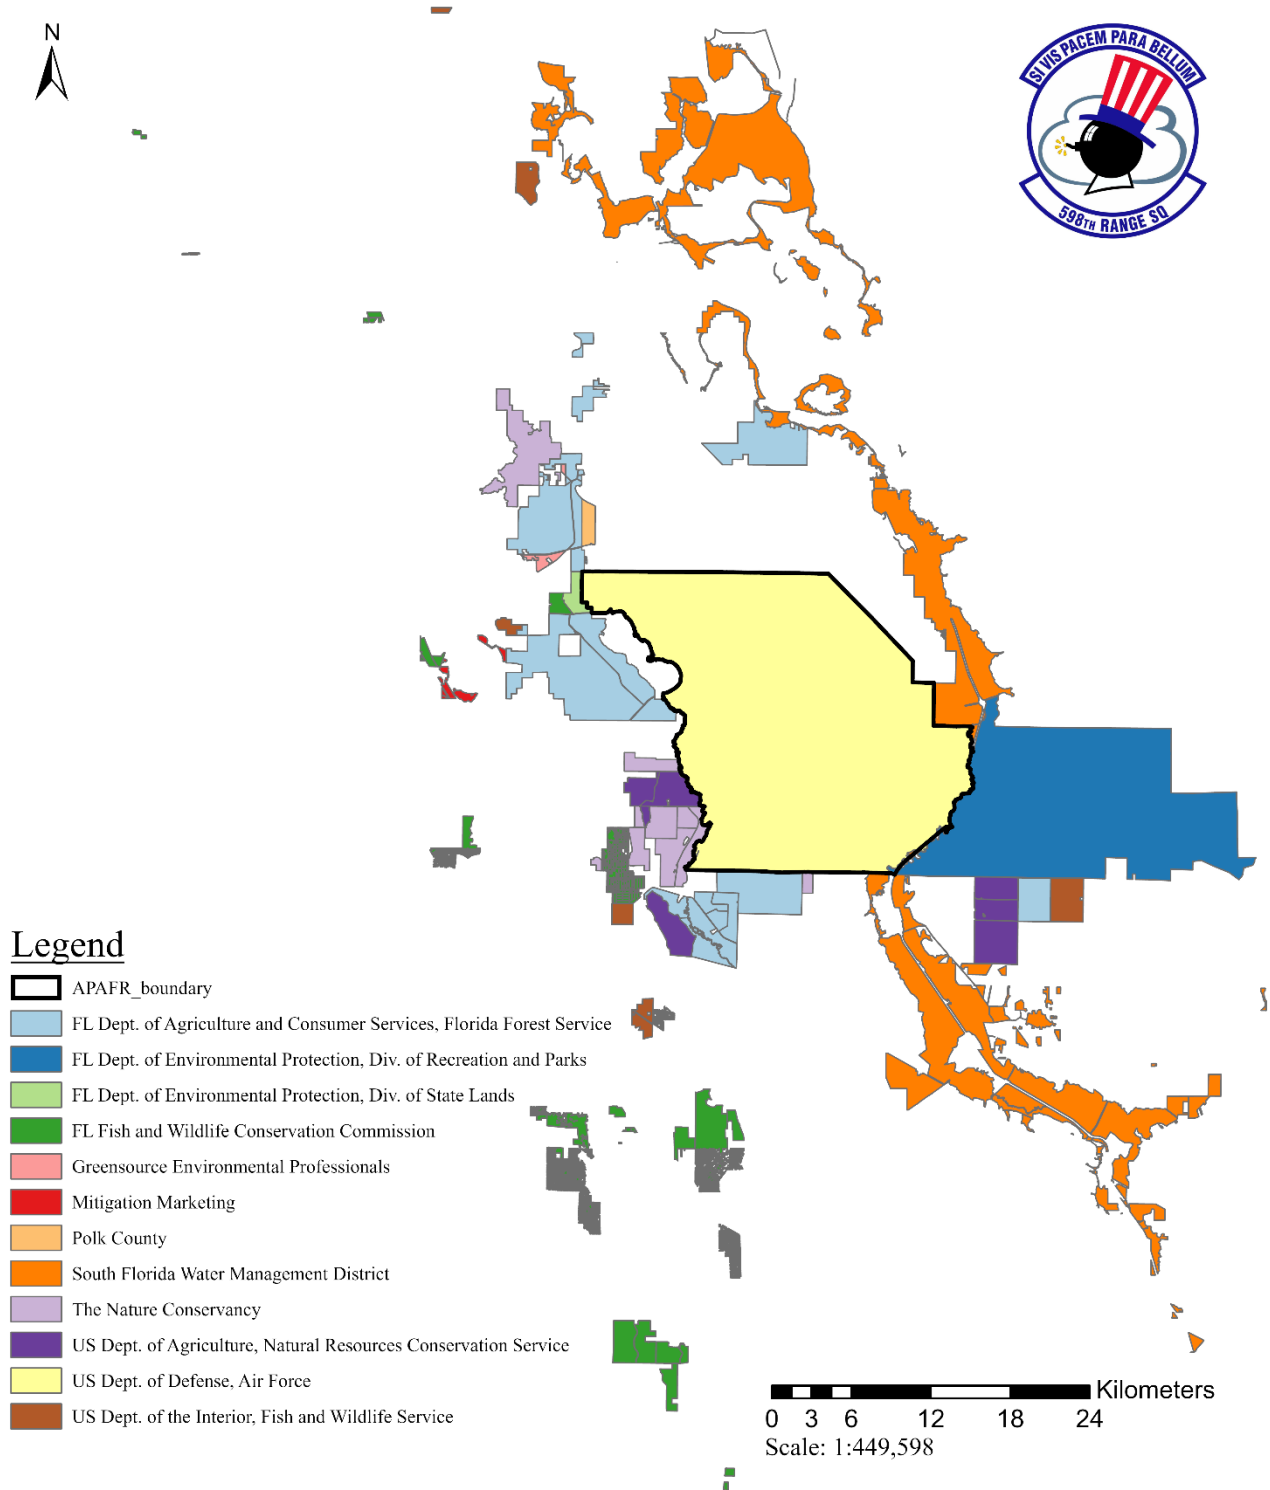 N
SI VIS PACEM PARA BELLUM
598TH RANGE SQ
Legend
APAFR_boundary
FL Dept. of Agriculture and Consumer Services, Florida Forest Service
FL Dept. of Environmental Protection, Div. of Recreation and Parks
FL Dept. of Environmental Protection, Div. of State Lands
FL Fish and Wildlife Conservation Commission
Greensource Environmental Professionals
Mitigation Marketing
Polk County
South Florida Water Management District
The Nature Conservancy
US Dept. of Agriculture, Natural Resources Conservation Service
US Dept. of Defense, Air Force
US Dept. of the Interior, Fish and Wildlife Service
Kilometers
0 3 6 12 18 24
Scale: 1:449,598